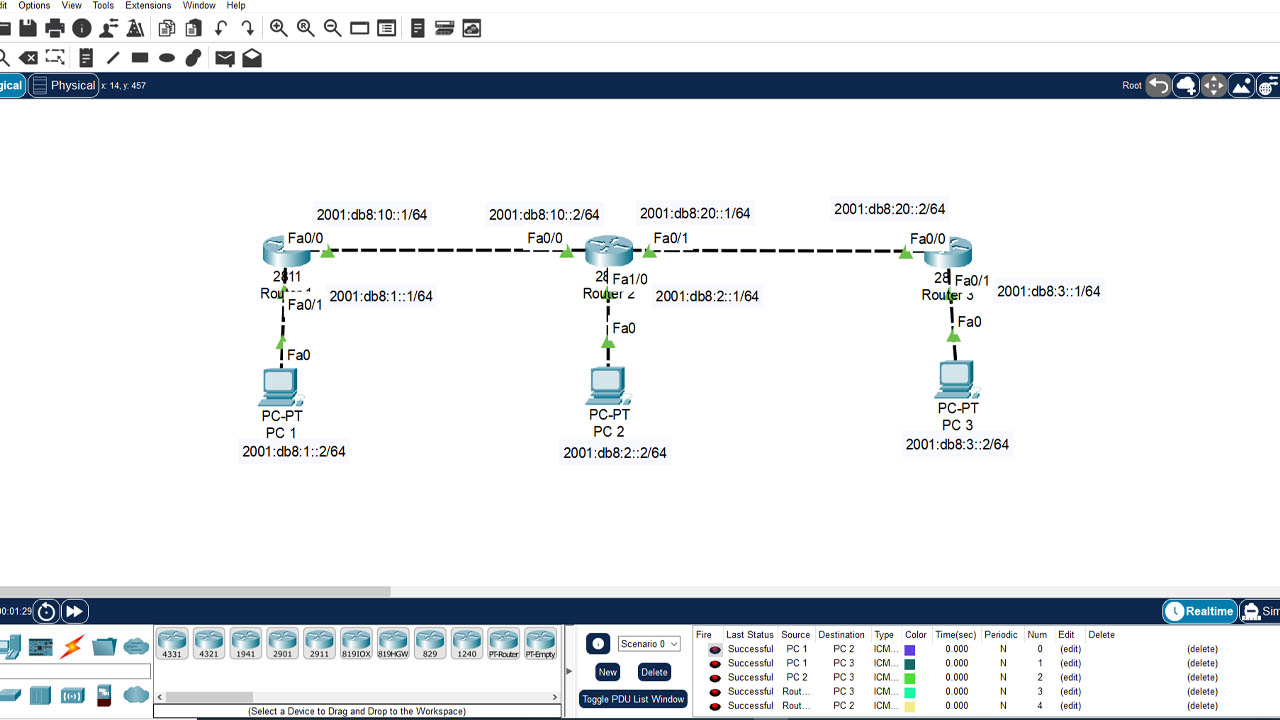 dit Options View Tools Extensions Window Help
gical Physical x: 14, y: 457 Root
2001:db8:10::1/64 2001:db8:10::2/64 2001:db8:20::1/64 2001:db8:20::2/64
Fa0/0 Fa0/0 Fa0/1 Fa0/0
2811 28 Fa1/0 28 Fa0/1
Router 2 Router 3
2001:db8:1::1/64 2001:db8:2::1/64 2001:db8:3::1/64
Fa0/1
Fa0 Fa0 Fa0
PC-PT PC-PT PC-PT
PC 1 PC 2 PC 3
2001:db8:1::2/64 2001:db8:2::2/64 2001:db8:3::2/64
00:01:29 Realtime Sim
4331 4321 1941 2901 2911 819IOX 819HGW 829 1240 PT-Router PT-Empty
(Select a Device to Drag and Drop to the Workspace)
Scenario 0
New Delete
Toggle PDU List Window
Fire Last Status Source Destination Type Color Time(sec) Periodic Num Edit Delete
Successful PC 1 PC 2 ICM... 0.000 N 0 (edit) (delete)
Successful PC 1 PC 3 ICM... 0.000 N 1 (edit) (delete)
Successful PC 2 PC 3 ICM... 0.000 N 2 (edit) (delete)
Successful Rout... PC 3 ICM... 0.000 N 3 (edit) (delete)
Successful Rout... PC 2 ICM... 0.000 N 4 (edit) (delete)